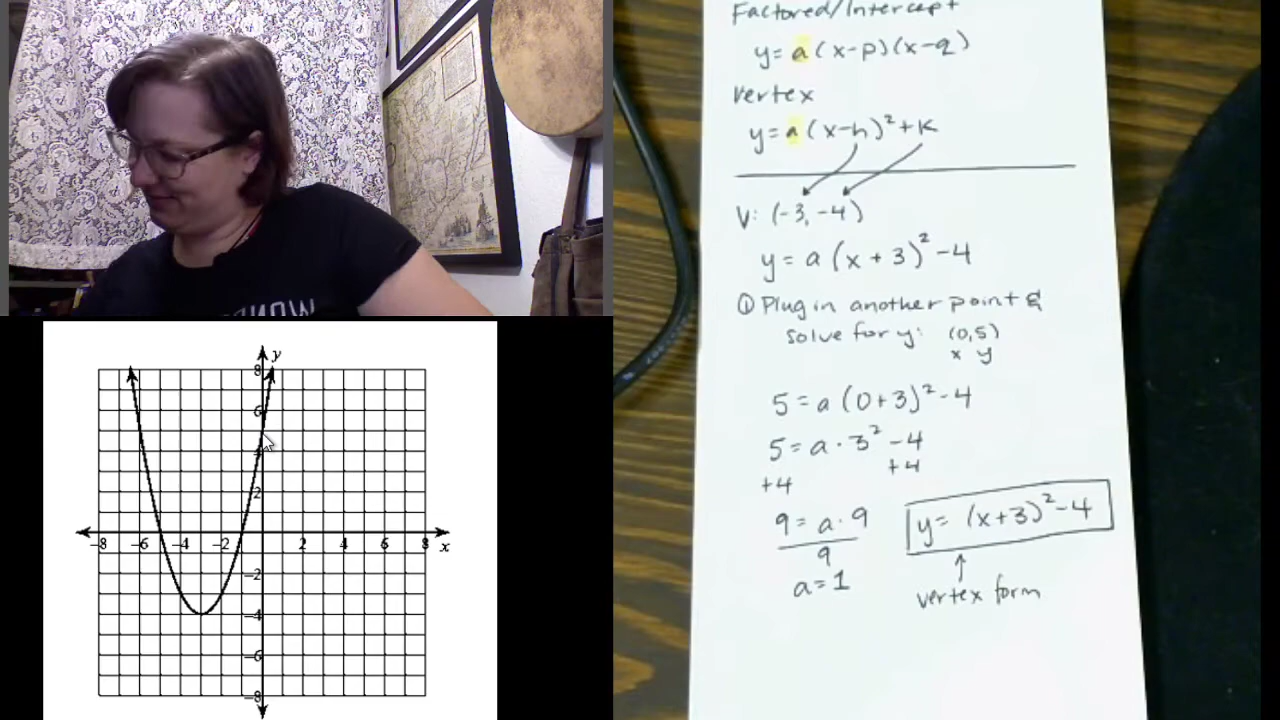 Factored/Intercept
y = a (x-p)(x-q)
Vertex
y = a (x-h)² + k
V: (-3, -4)
y = a (x + 3)² - 4
① Plug in another point &
solve for y: (0,5)
x y
5 = a (0+3)² - 4
5 = a · 3² - 4
+4 +4
9 = a · 9
9
a = 1
y = (x+3)² - 4
vertex form
y
8
6
4
2
-8 -6 -4 -2 2 4 6 8 x
-2
-4
-6
-8